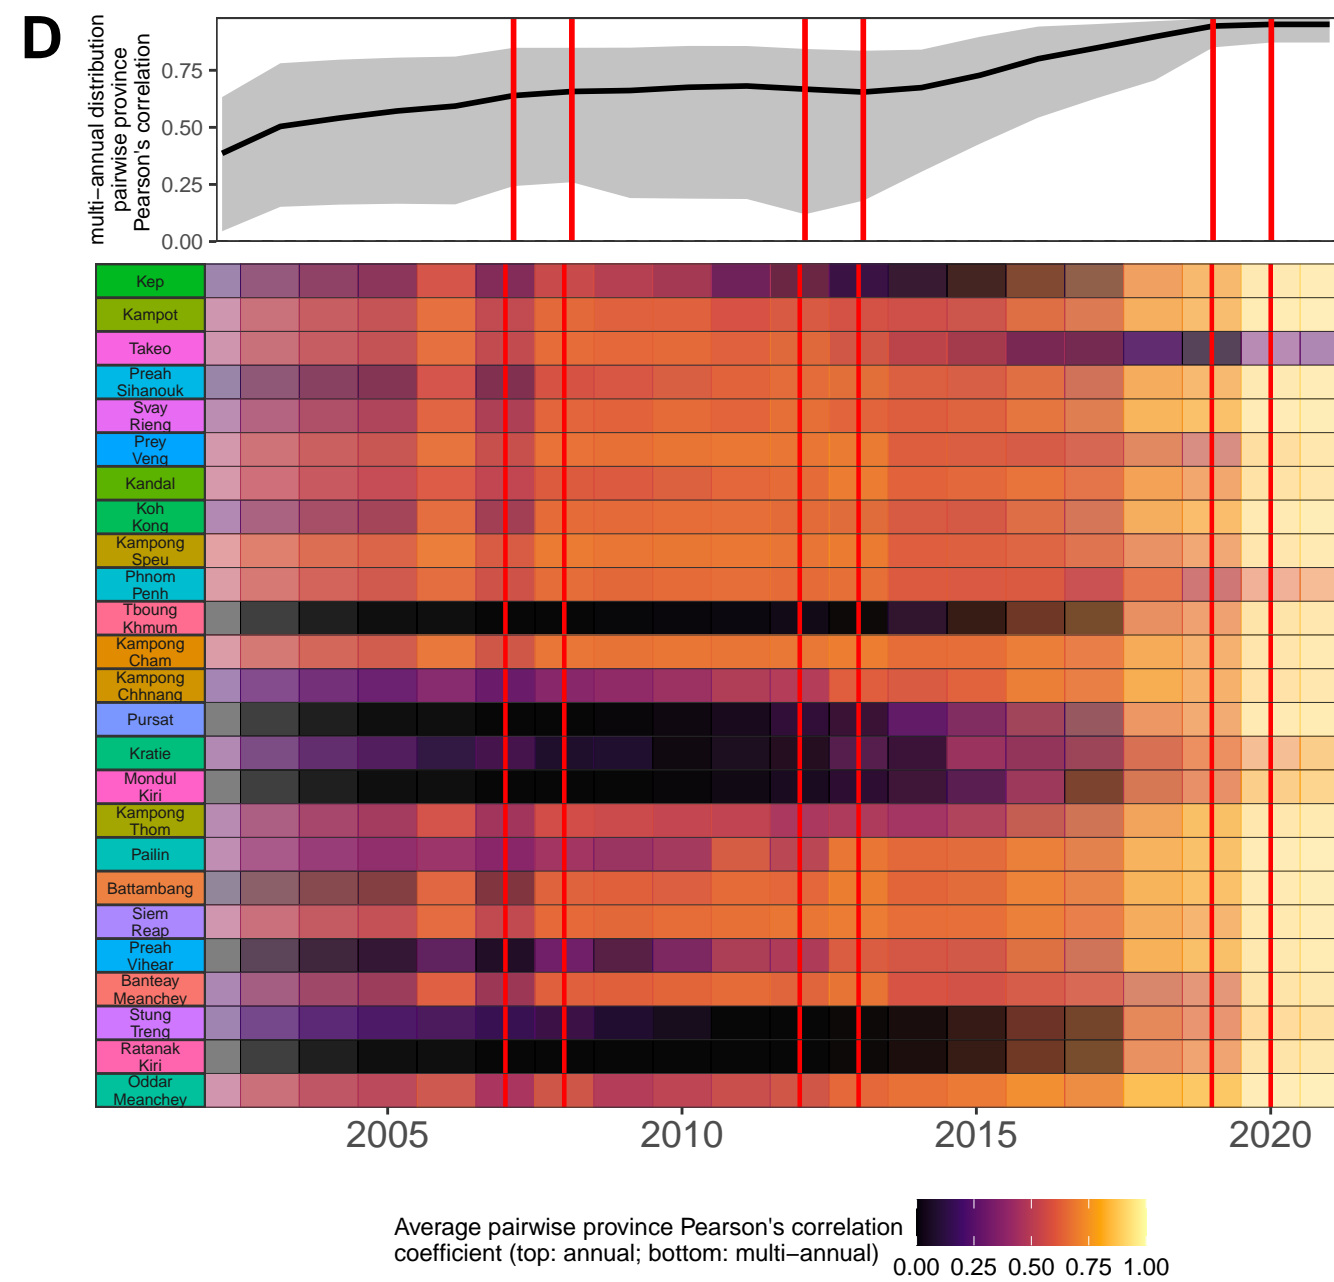 D
multi−annual distribution
pairwise province
Pearson's correlation
0.75
0.50
0.25
0.00
Kep
Kampot
Takeo
Preah
Sihanouk
Svay
Rieng
Prey
Veng
Kandal
Koh
Kong
Kampong
Speu
Phnom
Penh
Tboung
Khmum
Kampong
Cham
Kampong
Chhnang
Pursat
Kratie
Mondul
Kiri
Kampong
Thom
Pailin
Battambang
Siem
Reap
Preah
Vihear
Banteay
Meanchey
Stung
Treng
Ratanak
Kiri
Oddar
Meanchey
2005 2010 2015 2020
Average pairwise province Pearson's correlation
coefficient (top: annual; bottom: multi−annual)
0.00 0.25 0.50 0.75 1.00